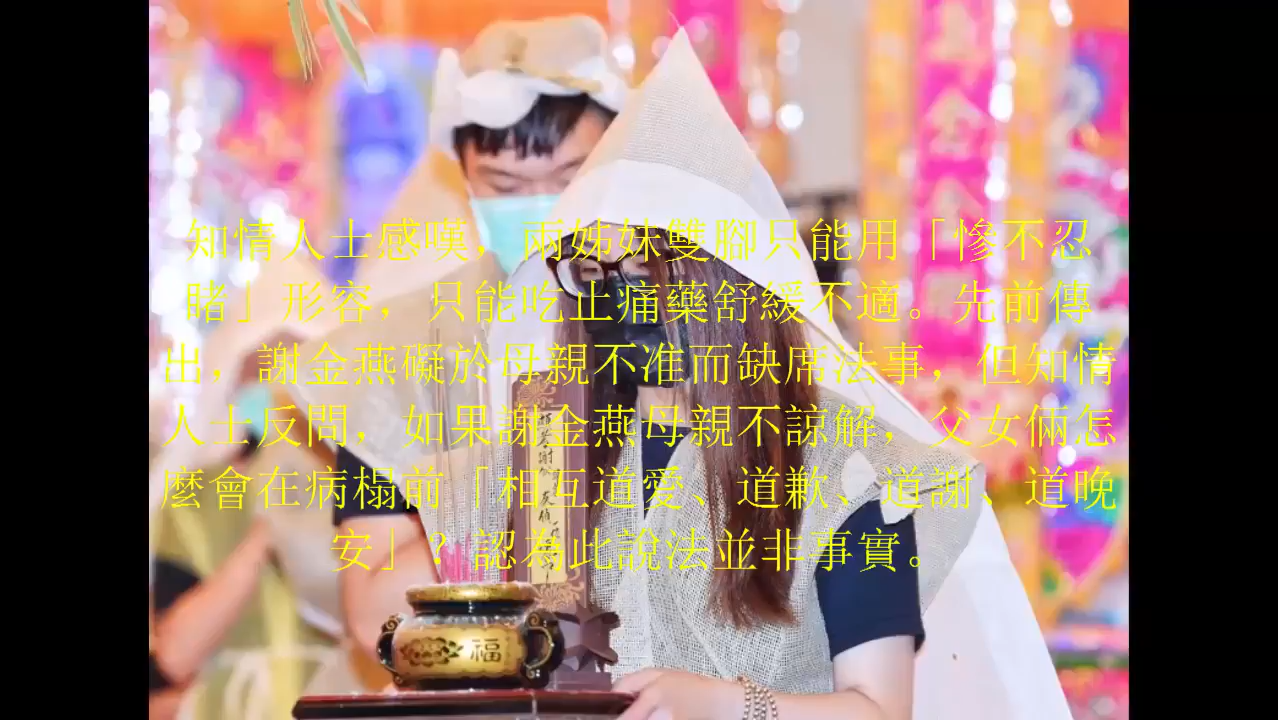 知情人士感嘆，兩姊妹雙腳只能用「慘不忍
睹」形容，只能吃止痛藥舒緩不適。先前傳
出，謝金燕礙於母親不准而缺席法事，但知情
人士反問，如果謝金燕母親不諒解，父女倆怎
麼會在病榻前「相互道愛、道歉、道謝、道晚
安」？認為此說法並非事實。
福